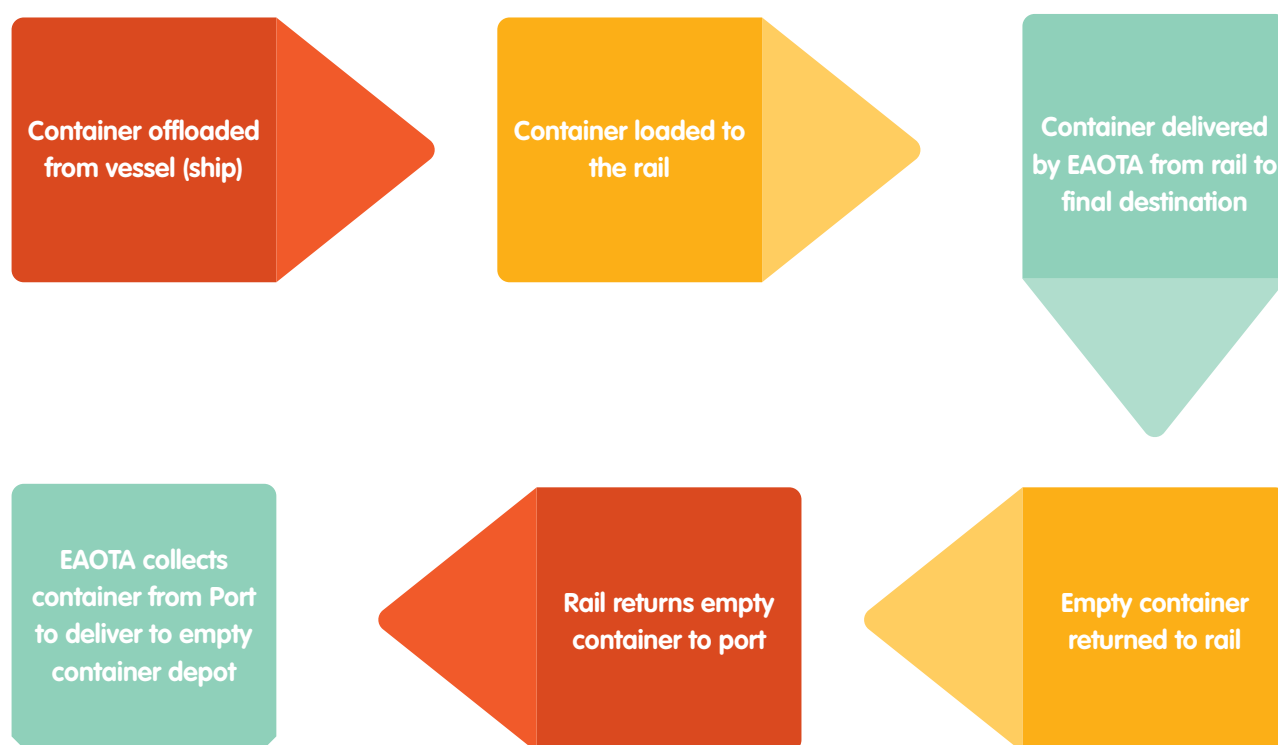 Container offloaded
from vessel (ship)
Container loaded to
the rail
Container delivered
by EAOTA from rail to
final destination
Empty container
returned to rail
Rail returns empty
container to port
EAOTA collects
container from Port
to deliver to empty
container depot